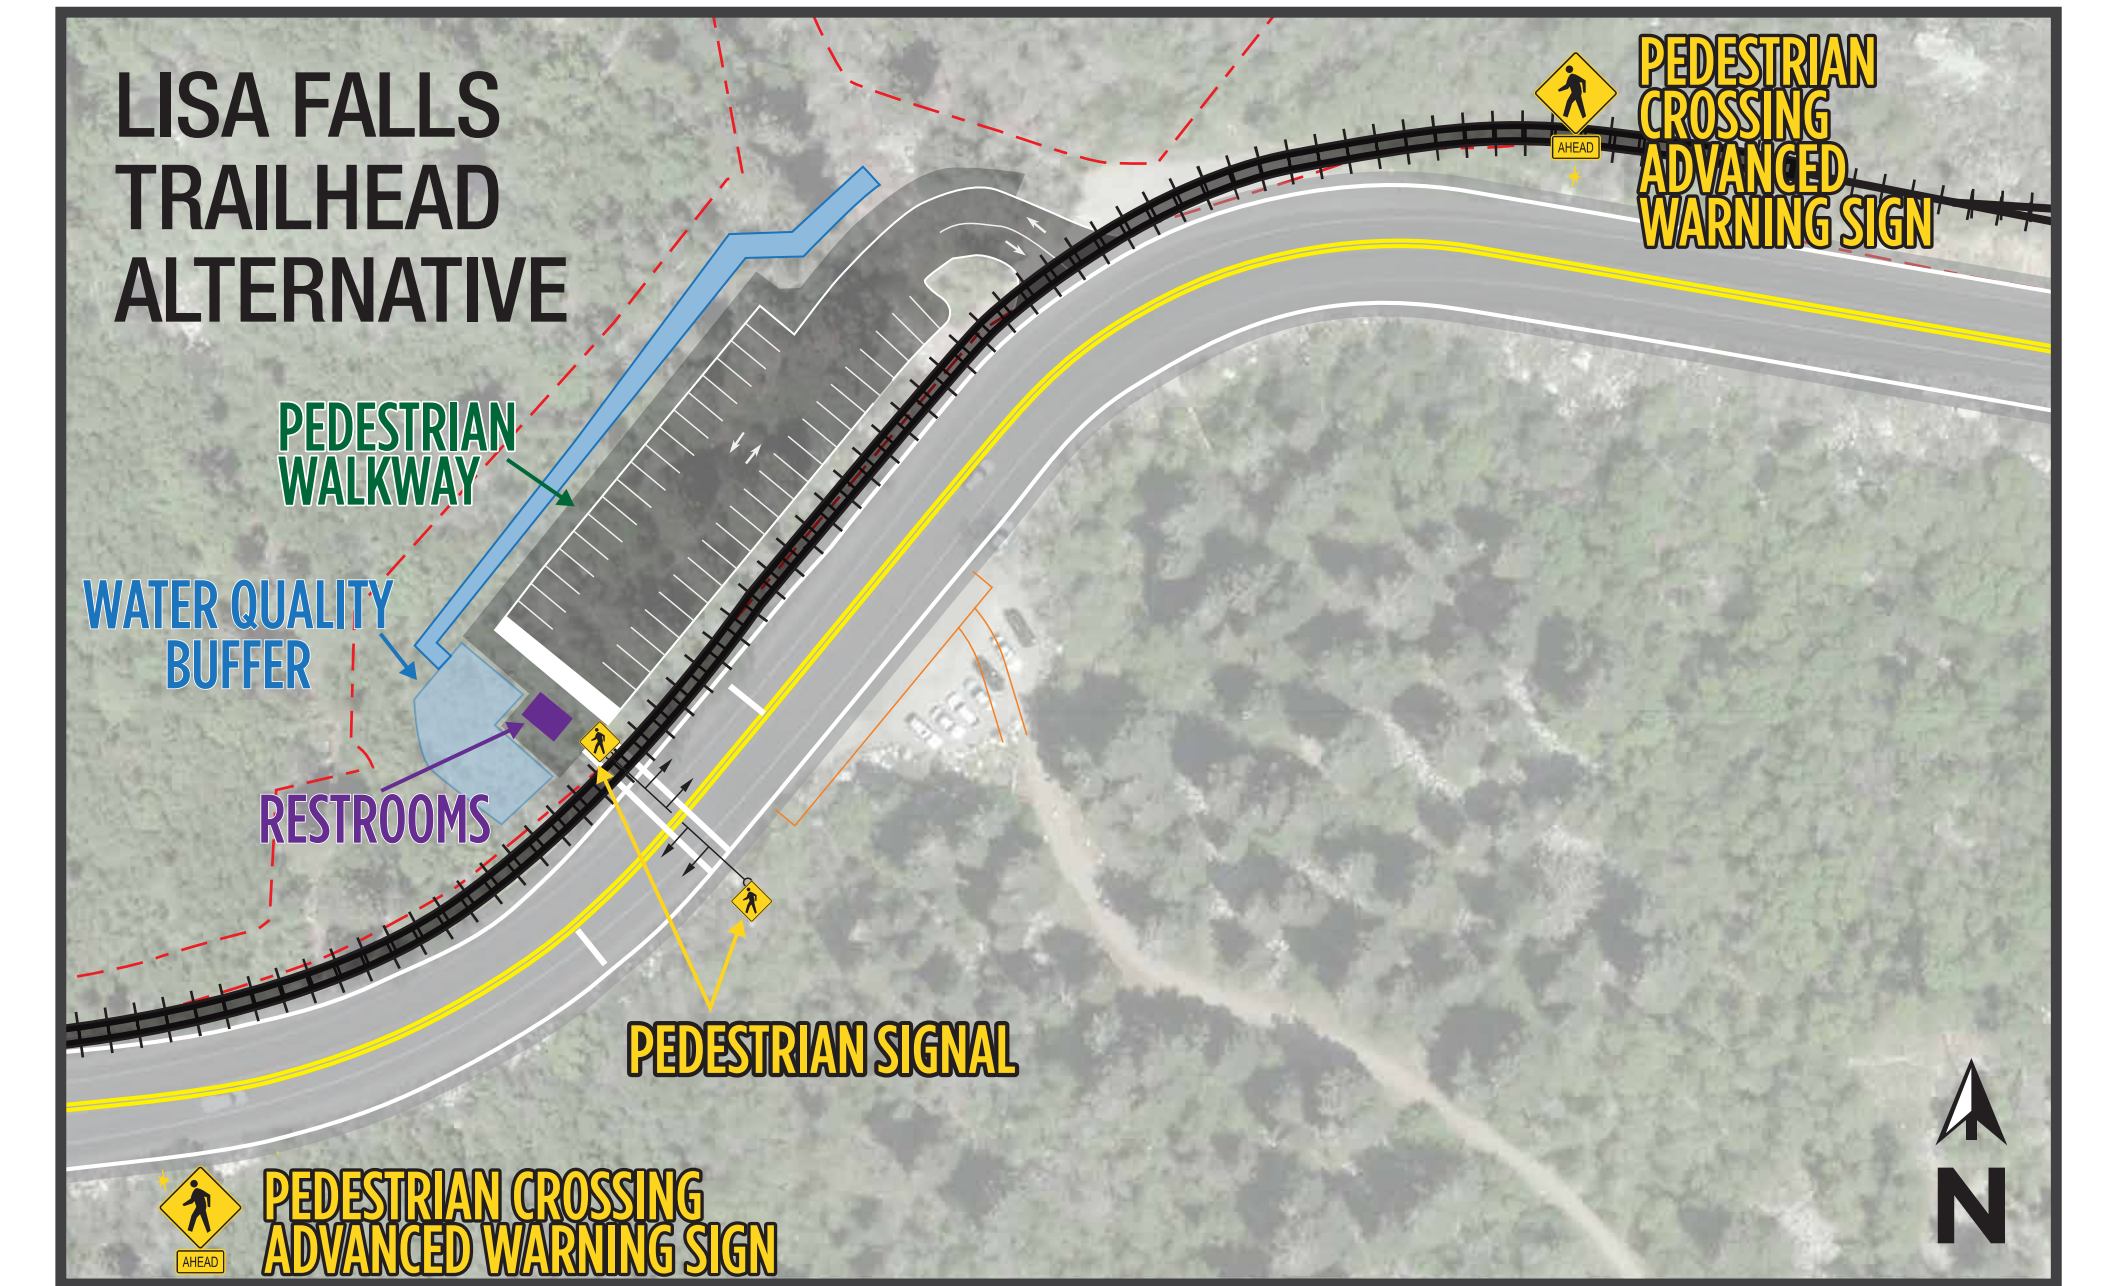 LISA FALLS
TRAILHEAD
ALTERNATIVE
PEDESTRIAN
CROSSING
ADVANCED
WARNING SIGN
AHEAD
PEDESTRIAN
WALKWAY
WATER QUALITY
BUFFER
RESTROOMS
PEDESTRIAN SIGNAL
PEDESTRIAN CROSSING
ADVANCED WARNING SIGN
AHEAD
N